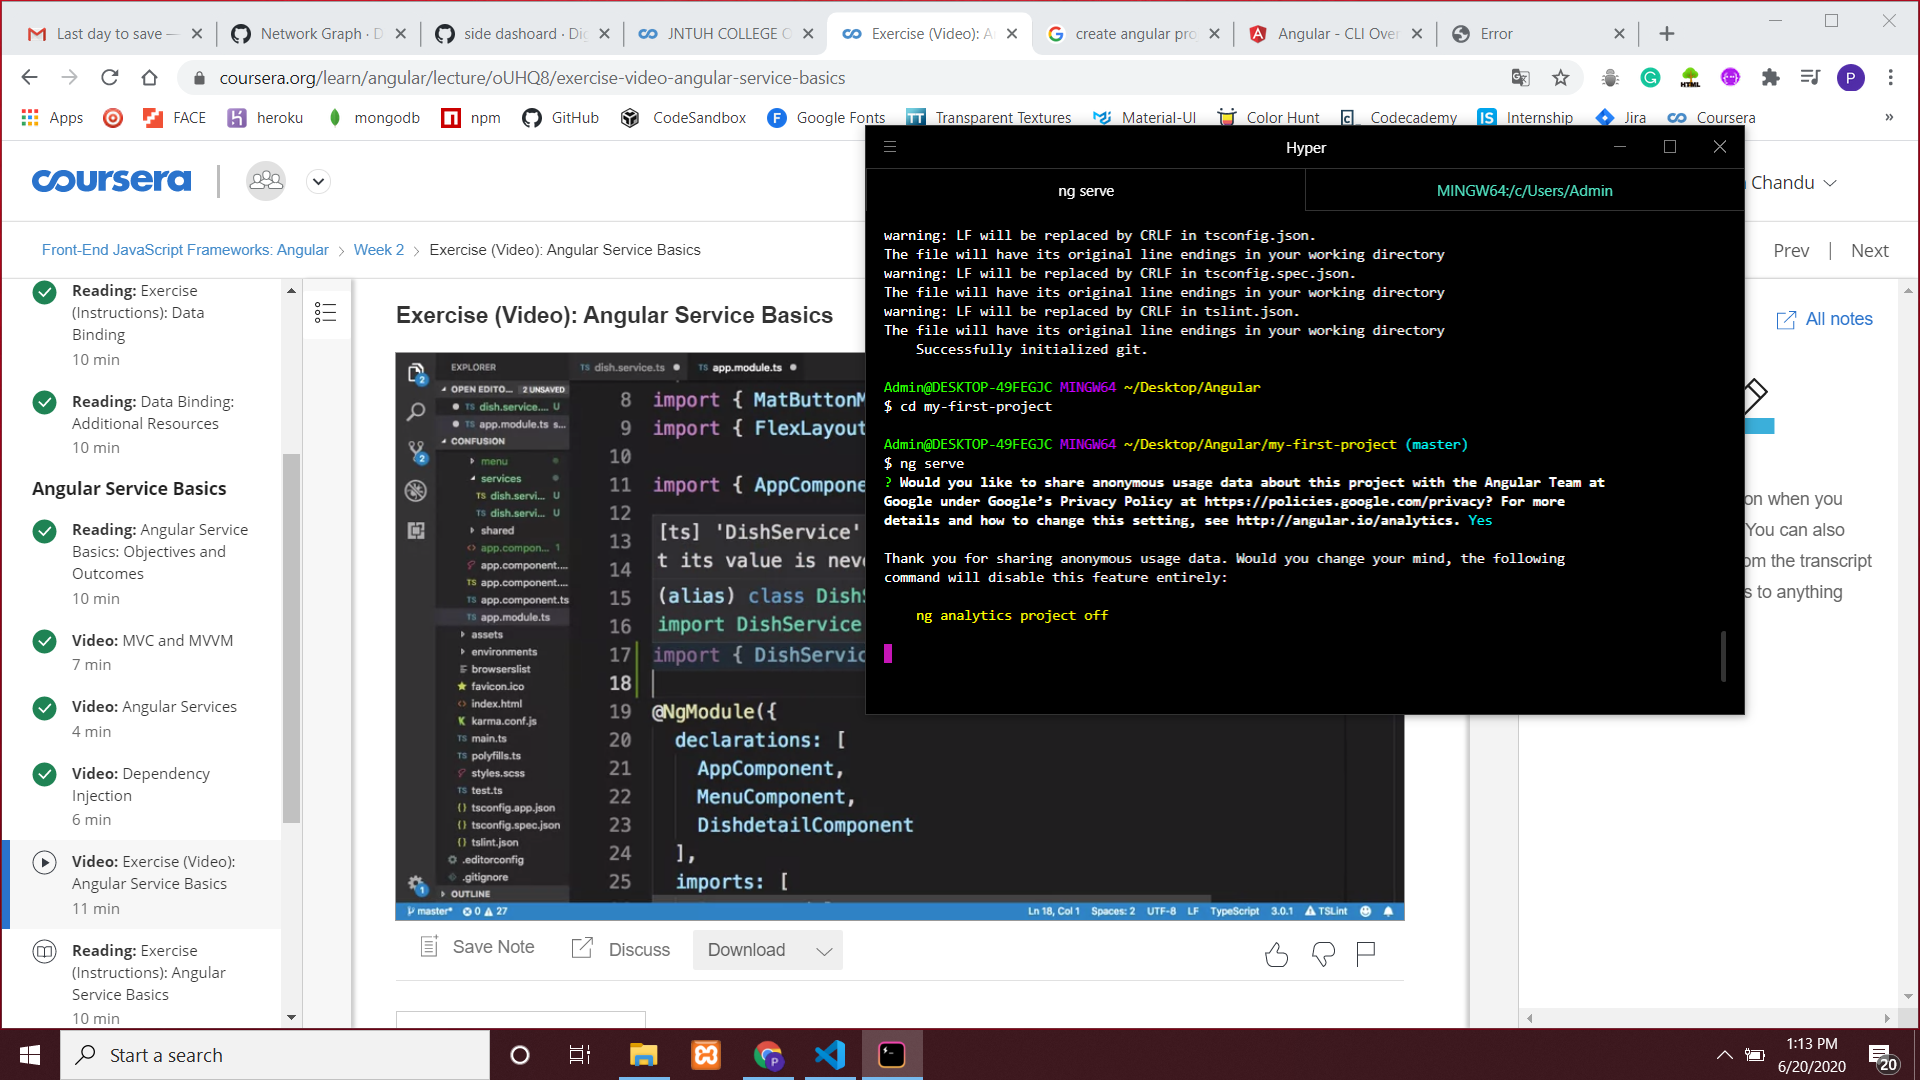 Last day to save —
Network Graph · D
side dashoard · Dig
JNTUH COLLEGE O
Exercise (Video): A
create angular pro
Angular - CLI Over
Error
coursera.org/learn/angular/lecture/oUHQ8/exercise-video-angular-service-basics
P
Apps
FACE
heroku
mongodb
npm
GitHub
CodeSandbox
Google Fonts
Transparent Textures
Material-UI
Color Hunt
Codecademy
Internship
Jira
Coursera
»
coursera
Chandu
Front-End JavaScript Frameworks: Angular > Week 2 > Exercise (Video): Angular Service Basics
Prev | Next
Reading: Exercise
(Instructions): Data
Binding
10 min
Reading: Data Binding:
Additional Resources
10 min
Angular Service Basics
Reading: Angular Service
Basics: Objectives and
Outcomes
10 min
Video: MVC and MVVM
7 min
Video: Angular Services
4 min
Video: Dependency
Injection
6 min
Video: Exercise (Video):
Angular Service Basics
11 min
Reading: Exercise
(Instructions): Angular
Service Basics
10 min
Exercise (Video): Angular Service Basics
EXPLORER
OPEN EDITO... 2 UNSAVED
TS dish.service.... U
TS app.module.ts s...
CONFUSION
menu
services
TS dish.servi... U
TS dish.servi... U
shared
app.compon... 1
app.component....
TS app.component....
TS app.component.ts
TS app.module.ts
assets
environments
browserslist
favicon.ico
index.html
karma.conf.js
TS main.ts
TS polyfills.ts
styles.scss
TS test.ts
{} tsconfig.app.json
{} tsconfig.spec.json
{} tslint.json
.editorconfig
.gitignore
OUTLINE
TS dish.service.ts
TS app.module.ts
8 import { MatButtonM
9 import { FlexLayout
10
11 import { AppCompone
12
13 [ts] 'DishService'
14 t its value is neve
15 (alias) class DishS
16 import DishService
17 import { DishServic
18
19 @NgModule({
20 declarations: [
21 AppComponent,
22 MenuComponent,
23 DishdetailComponent
24 ],
25 imports: [
master* 0 27
Ln 18, Col 1 Spaces: 2 UTF-8 LF TypeScript 3.0.1 TSLint
Save Note
Discuss
Download
Hyper
ng serve
MINGW64:/c/Users/Admin
warning: LF will be replaced by CRLF in tsconfig.json.
The file will have its original line endings in your working directory
warning: LF will be replaced by CRLF in tsconfig.spec.json.
The file will have its original line endings in your working directory
warning: LF will be replaced by CRLF in tslint.json.
The file will have its original line endings in your working directory
Successfully initialized git.
Admin@DESKTOP-49FEGJC MINGW64 ~/Desktop/Angular
$ cd my-first-project
Admin@DESKTOP-49FEGJC MINGW64 ~/Desktop/Angular/my-first-project (master)
$ ng serve
? Would you like to share anonymous usage data about this project with the Angular Team at
Google under Google’s Privacy Policy at https://policies.google.com/privacy? For more
details and how to change this setting, see http://angular.io/analytics. Yes
Thank you for sharing anonymous usage data. Would you change your mind, the following
command will disable this feature entirely:
ng analytics project off
All notes
on when you
You can also
om the transcript
s to anything
Start a search
1:13 PM
6/20/2020
20